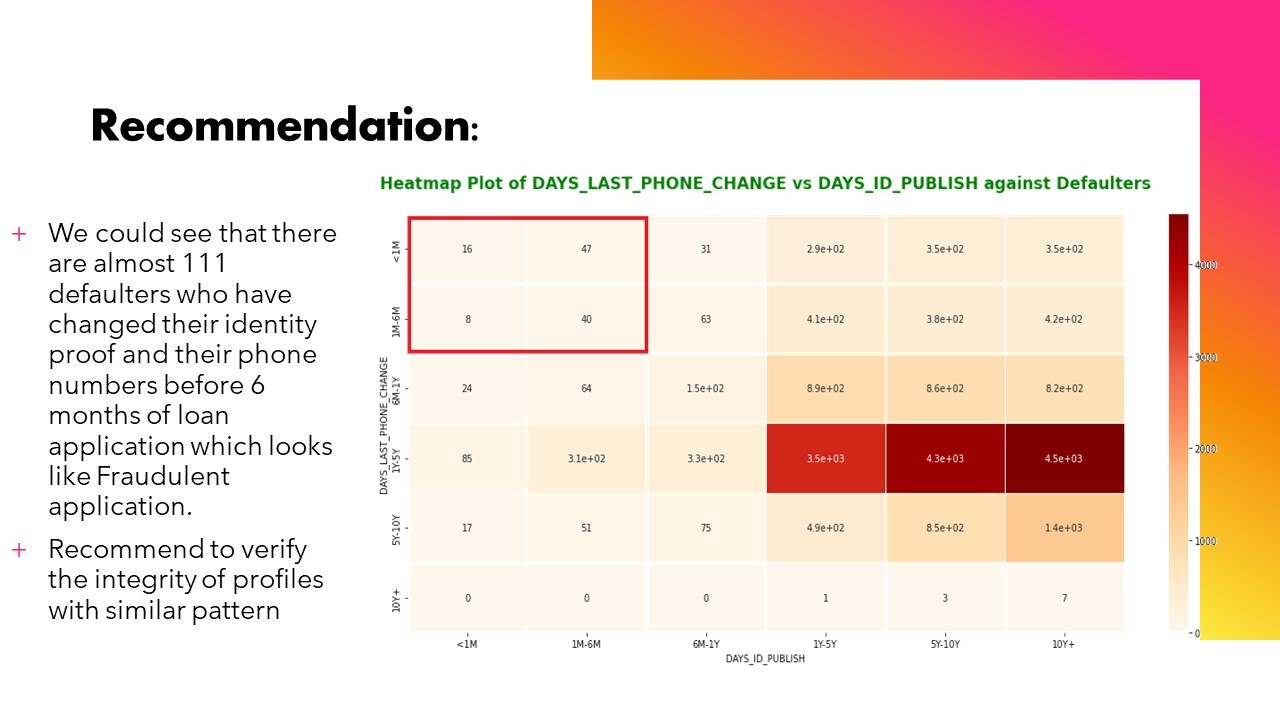 Recommendation:
Heatmap Plot of DAYS_LAST_PHONE_CHANGE vs DAYS_ID_PUBLISH against Defaulters
+ We could see that there
are almost 111
defaulters who have
changed their identity
proof and their phone
numbers before 6
months of loan
application which looks
like Fraudulent
application.
+ Recommend to verify
the integrity of profiles
with similar pattern
DAYS_LAST_PHONE_CHANGE
<1M 16 47 31 2.9e+02 3.5e+02 3.5e+02
1M-6M 8 40 63 4.1e+02 3.8e+02 4.2e+02
6M-1Y 24 64 1.5e+02 8.9e+02 8.6e+02 8.2e+02
1Y-5Y 85 3.1e+02 3.3e+02 3.5e+03 4.3e+03 4.5e+03
5Y-10Y 17 51 75 4.9e+02 8.5e+02 1.4e+03
10Y+ 0 0 0 1 3 7
<1M 1M-6M 6M-1Y 1Y-5Y 5Y-10Y 10Y+
DAYS_ID_PUBLISH
4000
3000
2000
1000
0